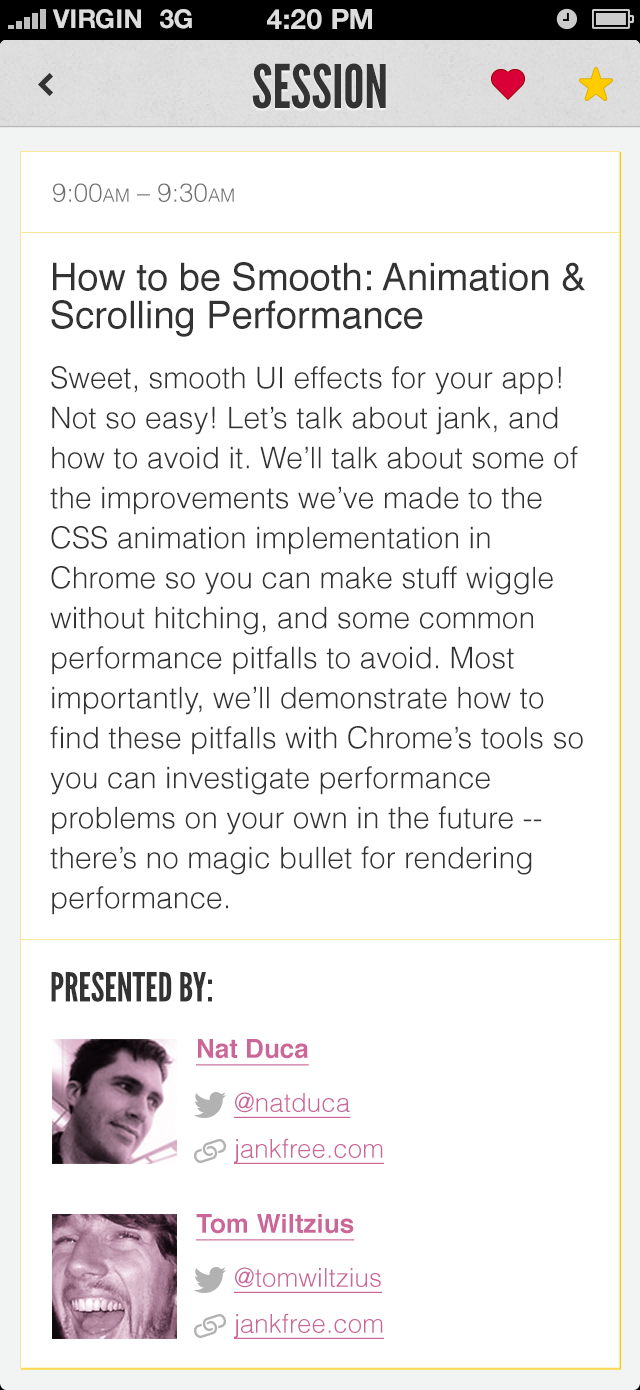 VIRGIN 3G 4:20 PM
SESSION
9:00AM – 9:30AM
How to be Smooth: Animation &
Scrolling Performance
Sweet, smooth UI effects for your app!
Not so easy! Let’s talk about jank, and
how to avoid it. We’ll talk about some of
the improvements we’ve made to the
CSS animation implementation in
Chrome so you can make stuff wiggle
without hitching, and some common
performance pitfalls to avoid. Most
importantly, we’ll demonstrate how to
find these pitfalls with Chrome’s tools so
you can investigate performance
problems on your own in the future --
there’s no magic bullet for rendering
performance.
PRESENTED BY:
Nat Duca
@natduca
jankfree.com
Tom Wiltzius
@tomwiltzius
jankfree.com